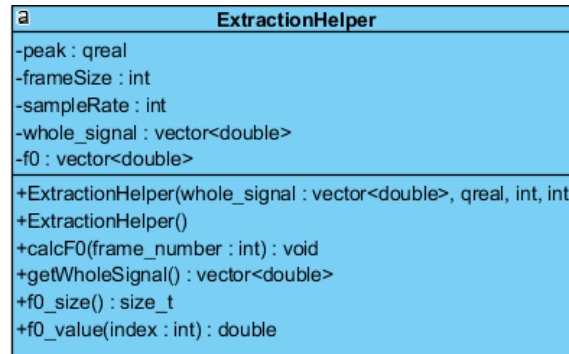 a
ExtractionHelper
-peak : qreal
-frameSize : int
-sampleRate : int
-whole_signal : vector<double>
-f0 : vector<double>
+ExtractionHelper(whole_signal : vector<double>, qreal, int, int
+ExtractionHelper()
+calcF0(frame_number : int) : void
+getWholeSignal() : vector<double>
+f0_size() : size_t
+f0_value(index : int) : double